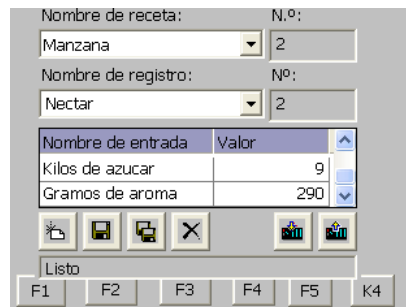 Nombre de receta: N.º:
Manzana 2
Nombre de registro: Nº:
Nectar 2
Nombre de entrada Valor
Kilos de azucar 9
Gramos de aroma 290
Listo
F1 F2 F3 F4 F5 K4